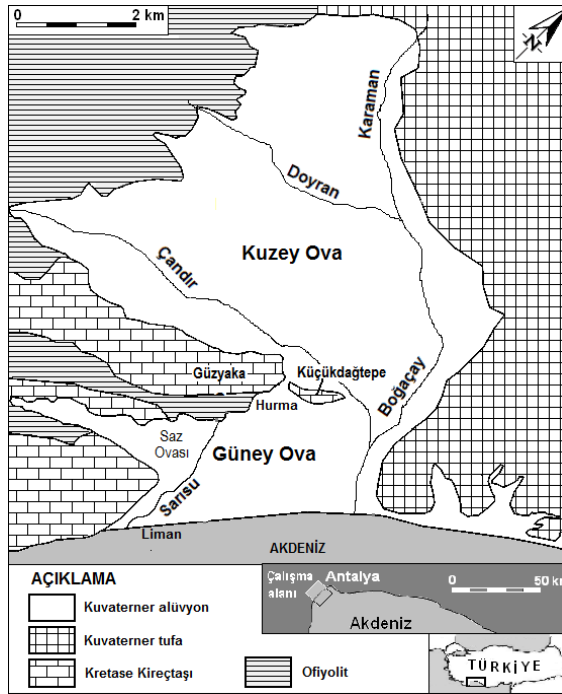 0 2 km
N
Karaman
Doyran
Kuzey Ova
Çandır
Güzyaka
Küçükdağtepe
Hurma
Boğaçay
Saz
Ovası
Güney Ova
Sarısu
Liman
AKDENİZ
AÇIKLAMA
Kuvaterner alüvyon
Kuvaterner tufa
Kretase Kireçtaşı
Ofiyolit
Çalışma
alanı
Antalya
0 50 km
Akdeniz
TÜRKİYE